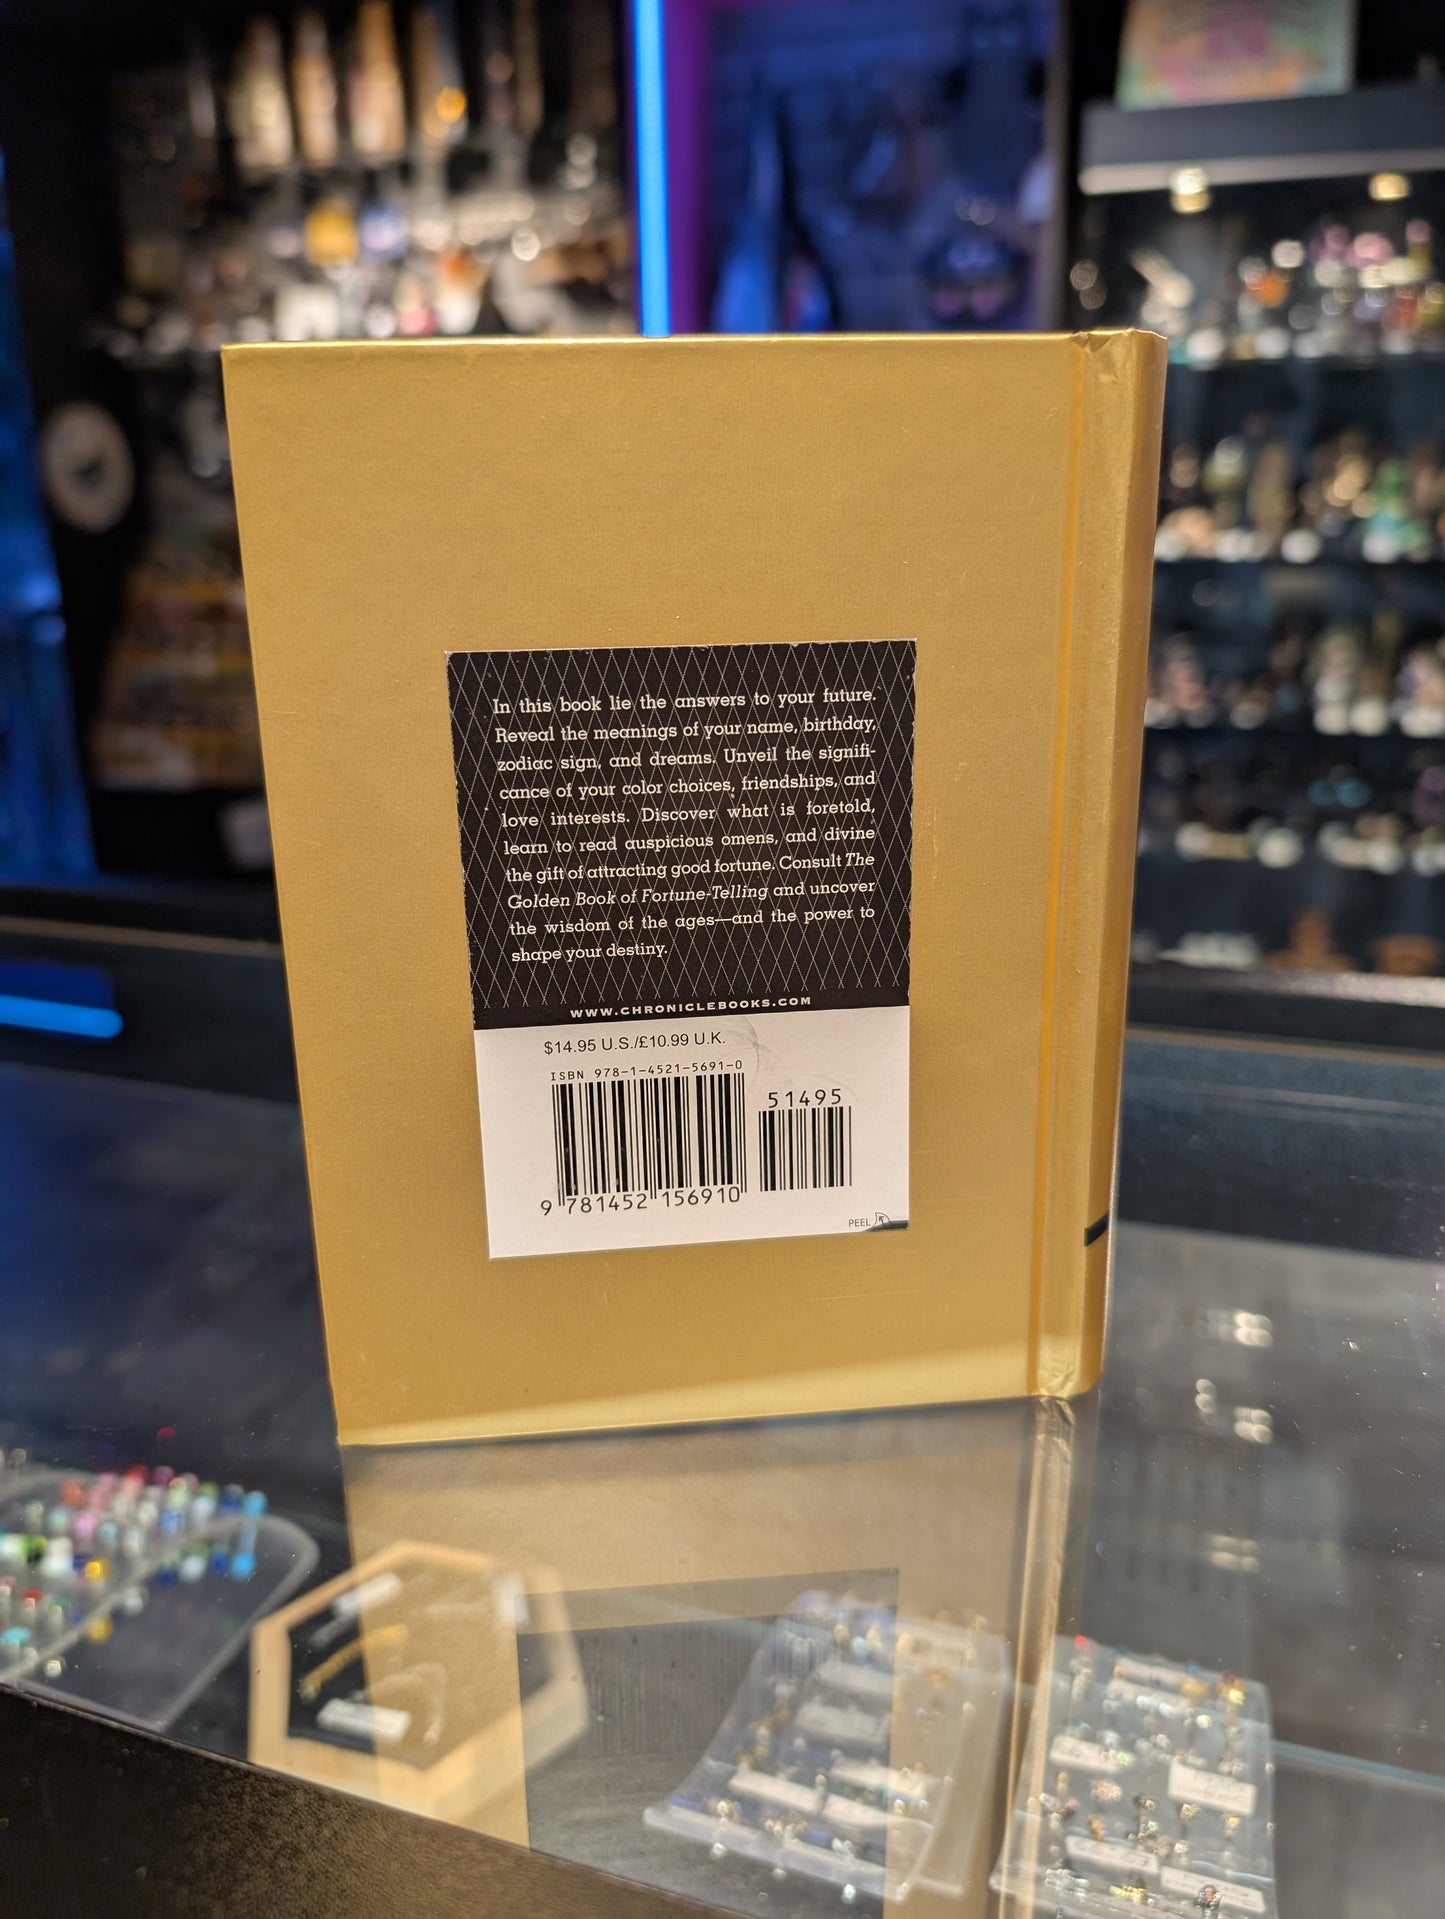 In this book lie the answers to your future.
Reveal the meanings of your name, birthday,
zodiac sign, and dreams. Unveil the signifi-
cance of your color choices, friendships, and
love interests. Discover what is foretold,
learn to read auspicious omens, and divine
the gift of attracting good fortune. Consult The
Golden Book of Fortune-Telling and uncover
the wisdom of the ages—and the power to
shape your destiny.
WWW.CHRONICLEBOOKS.COM
$14.95 U.S./£10.99 U.K.
ISBN 978-1-4521-5691-0
51495
9 781452 156910
PEEL